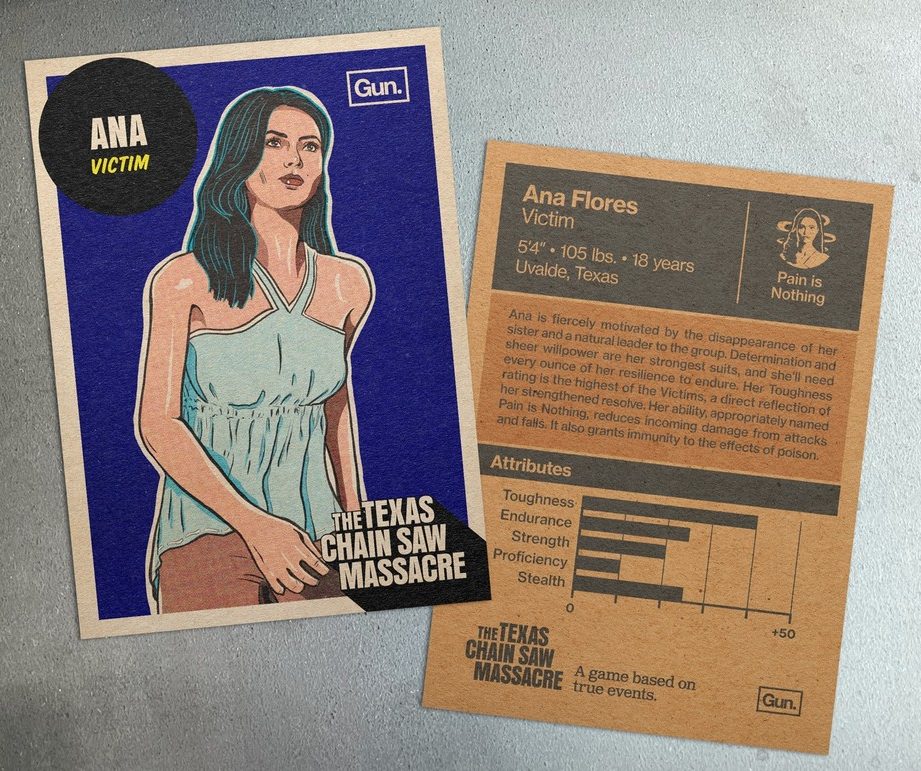 ANA
VICTIM
Gun.
THE TEXAS
CHAIN SAW
MASSACRE
Ana Flores
Victim
5'4" • 105 lbs. • 18 years
Uvalde, Texas
Pain is
Nothing
Ana is fiercely motivated by the disappearance of her
sister and a natural leader to the group. Determination and
sheer willpower are her strongest suits, and she'll need
every ounce of her resilience to endure. Her Toughness
rating is the highest of the Victims, a direct reflection of
her strengthened resolve. Her ability, appropriately named
Pain is Nothing, reduces incoming damage from attacks
and falls. It also grants immunity to the effects of poison.
Attributes
Toughness
Endurance
Strength
Proficiency
Stealth
0
+50
THE TEXAS
CHAIN SAW
MASSACRE
A game based on
true events.
Gun.